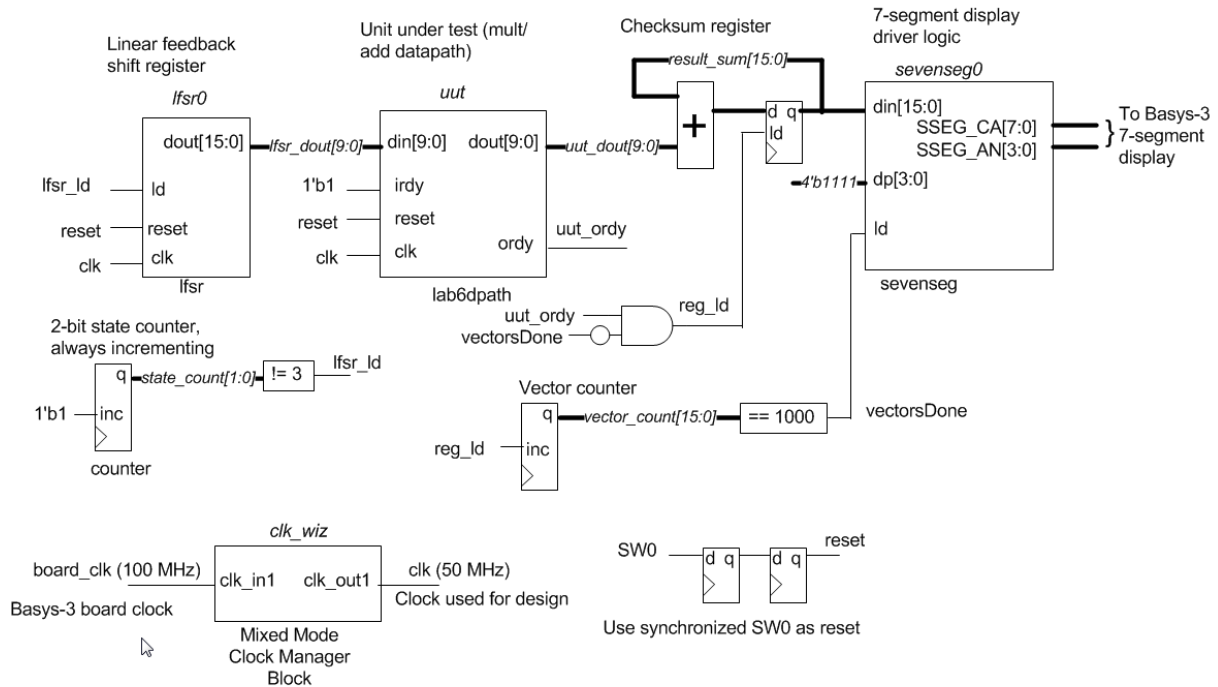 Linear feedback
shift register
lfsr0
dout[15:0]
lfsr_ld
ld
reset
reset
clk
clk
lfsr
lfsr_dout[9:0]
Unit under test (mult/
add datapath)
uut
din[9:0]
dout[9:0]
1'b1
irdy
reset
reset
clk
clk
ordy
uut_ordy
lab6dpath
uut_dout[9:0]
Checksum register
result_sum[15:0]
+
d q
ld
7-segment display
driver logic
sevenseg0
din[15:0]
SSEG_CA[7:0]
SSEG_AN[3:0]
4'b1111
dp[3:0]
ld
sevenseg
To Basys-3
7-segment
display
uut_ordy
vectorsDone
reg_ld
2-bit state counter,
always incrementing
q
state_count[1:0]
!= 3
lfsr_ld
1'b1
inc
counter
Vector counter
q
vector_count[15:0]
== 1000
vectorsDone
reg_ld
inc
clk_wiz
board_clk (100 MHz)
clk_in1
clk_out1
clk (50 MHz)
Basys-3 board clock
Clock used for design
Mixed Mode
Clock Manager
Block
SW0
d q
d q
reset
Use synchronized SW0 as reset